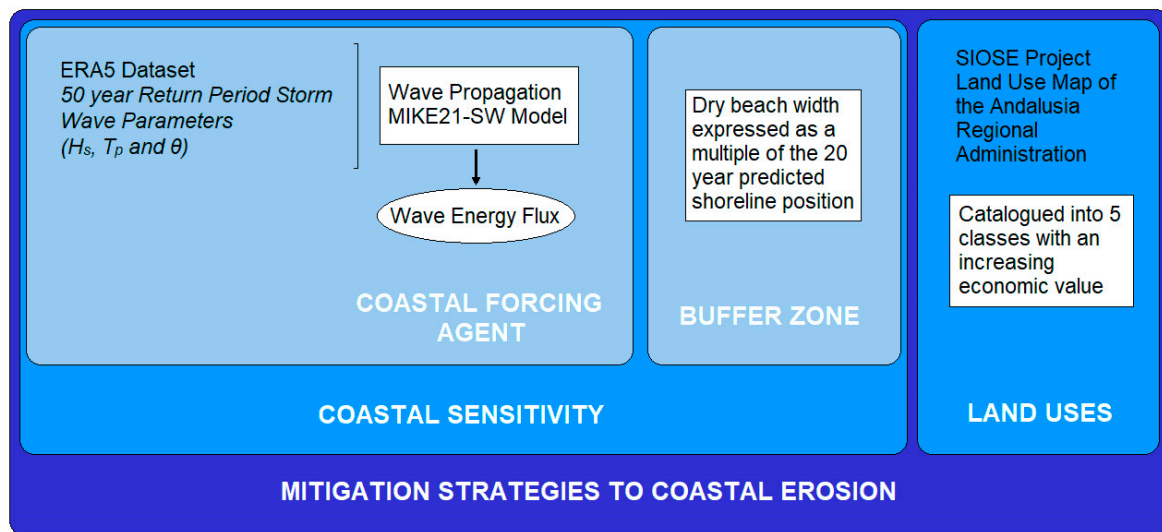 ERA5 Dataset
50 year Return Period Storm
Wave Parameters
(Hs, Tp and θ)
Wave Propagation
MIKE21-SW Model
Wave Energy Flux
COASTAL FORCING
AGENT
Dry beach width
expressed as a
multiple of the 20
year predicted
shoreline position
BUFFER ZONE
COASTAL SENSITIVITY
SIOSE Project
Land Use Map of
the Andalusia
Regional
Administration
Catalogued into 5
classes with an
increasing
economic value
LAND USES
MITIGATION STRATEGIES TO COASTAL EROSION